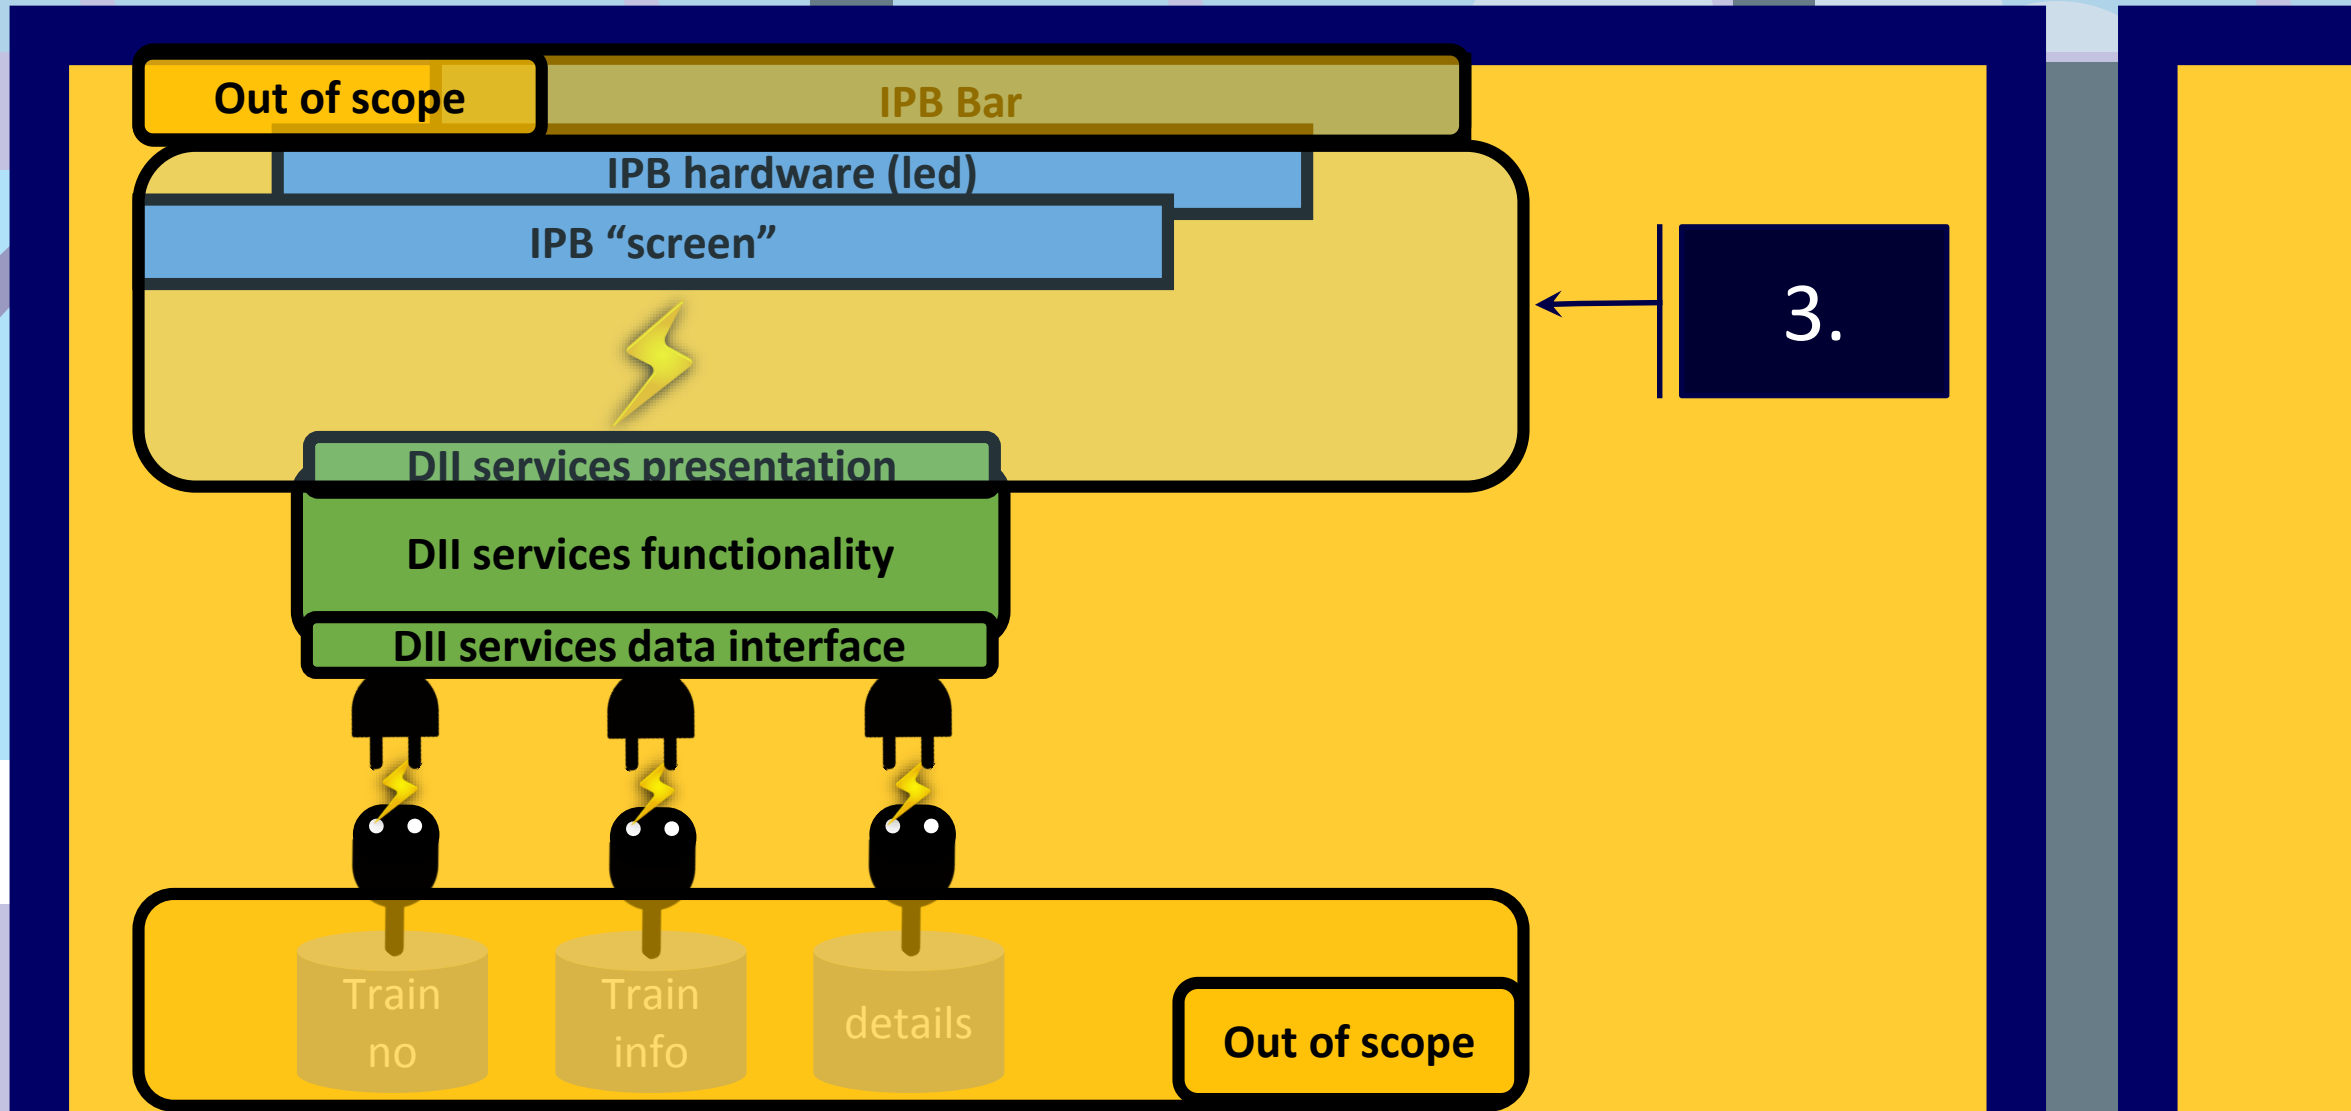 Out of scope
IPB Bar
IPB hardware (led)
IPB “screen”
3.
DII services presentation
DII services functionality
DII services data interface
Train
no
Train
info
details
Out of scope